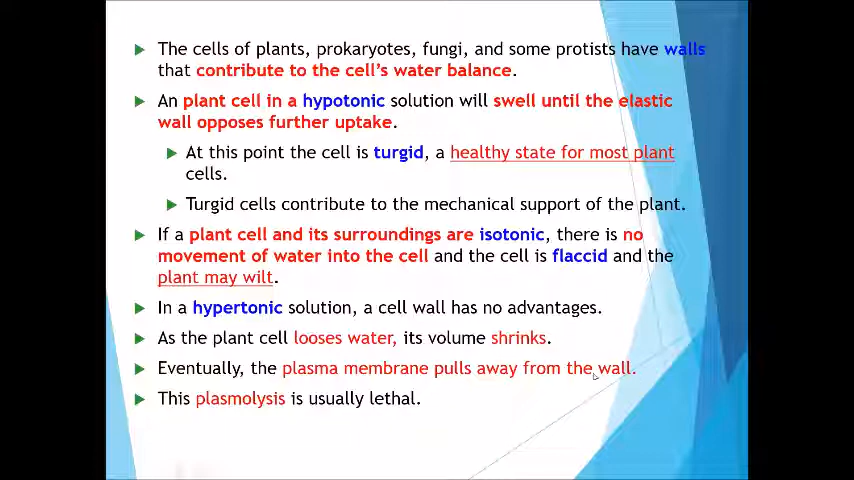 The cells of plants, prokaryotes, fungi, and some protists have walls
that contribute to the cell's water balance.
An plant cell in a hypotonic solution will swell until the elastic
wall opposes further uptake.
At this point the cell is turgid, a healthy state for most plant
cells.
Turgid cells contribute to the mechanical support of the plant.
If a plant cell and its surroundings are isotonic, there is no
movement of water into the cell and the cell is flaccid and the
plant may wilt.
In a hypertonic solution, a cell wall has no advantages.
As the plant cell looses water, its volume shrinks.
Eventually, the plasma membrane pulls away from the wall.
This plasmolysis is usually lethal.